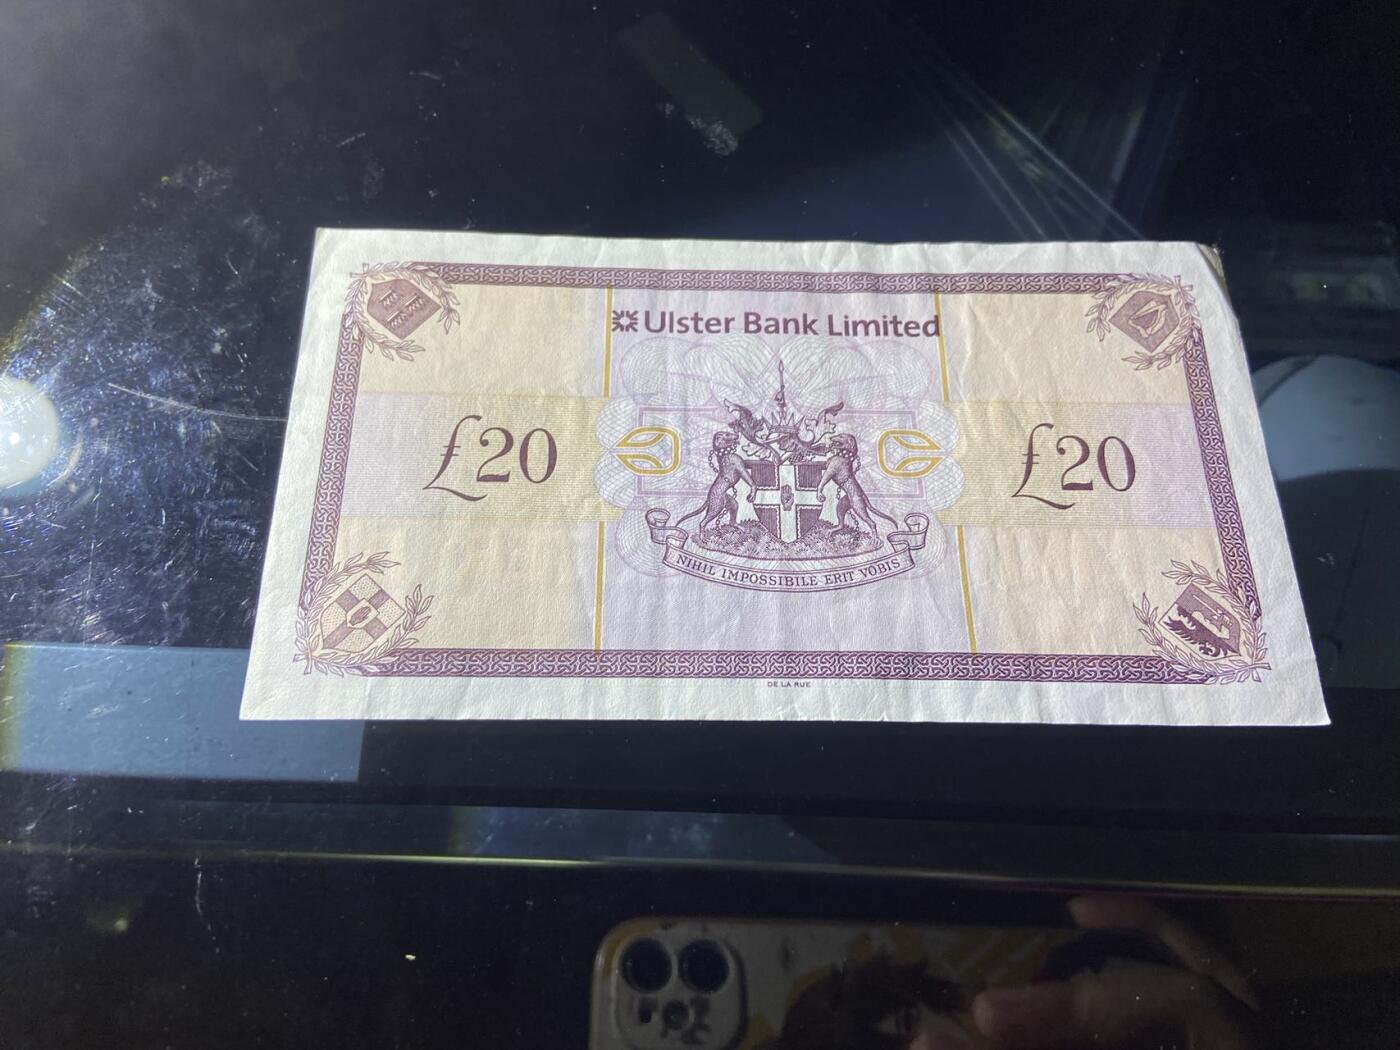 Ulster Bank Limited
£20
£20
NIHIL IMPOSSIBILE ERIT VOBIS
DE LA RUE